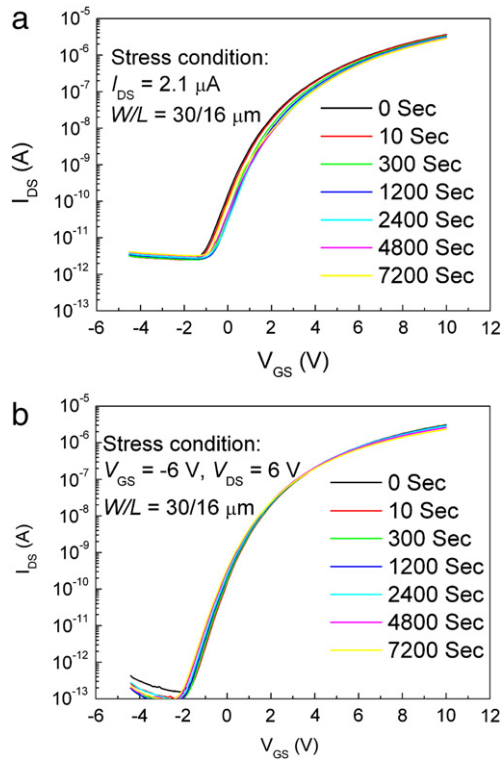 a
Stress condition:
I_DS = 2.1 μA
W/L = 30/16 μm
0 Sec
10 Sec
300 Sec
1200 Sec
2400 Sec
4800 Sec
7200 Sec
I_DS (A)
10^-5
10^-6
10^-7
10^-8
10^-9
10^-10
10^-11
10^-12
10^-13
-6 -4 -2 0 2 4 6 8 10 12
V_GS (V)
b
Stress condition:
V_GS = -6 V, V_DS = 6 V
W/L = 30/16 μm
0 Sec
10 Sec
300 Sec
1200 Sec
2400 Sec
4800 Sec
7200 Sec
I_DS (A)
10^-5
10^-6
10^-7
10^-8
10^-9
10^-10
10^-11
10^-12
10^-13
-6 -4 -2 0 2 4 6 8 10 12
V_GS (V)